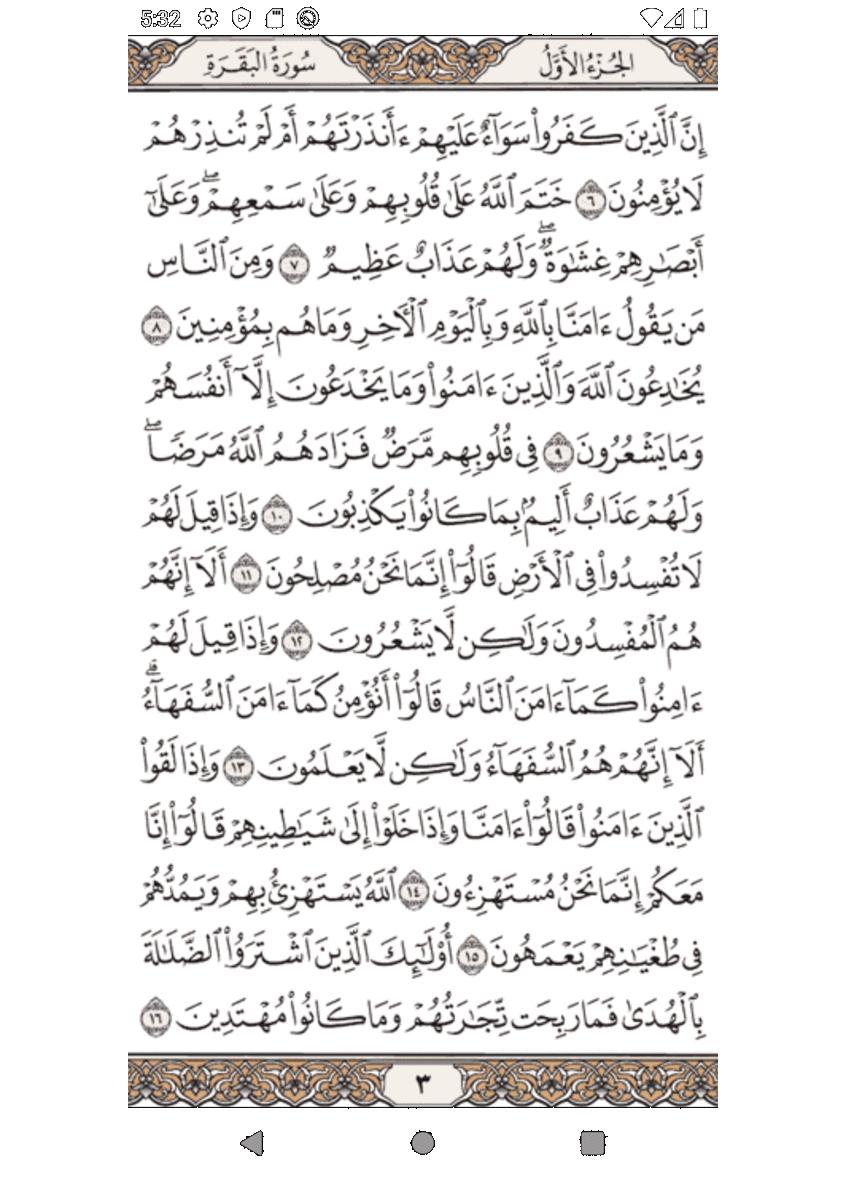 5:32
الجُزْءُ الأَوَّلُ سُورَةُ البَقَرَةِ
إِنَّ ٱلَّذِينَ كَفَرُوا۟ سَوَآءٌ عَلَيْهِمْ ءَأَنذَرْتَهُمْ أَمْ لَمْ تُنذِرْهُمْ
لَا يُؤْمِنُونَ ٦ خَتَمَ ٱللَّهُ عَلَىٰ قُلُوبِهِمْ وَعَلَىٰ سَمْعِهِمْ ۖ وَعَلَىٰٓ
أَبْصَـٰرِهِمْ غِشَـٰوَةٌ ۖ وَلَهُمْ عَذَابٌ عَظِيمٌ ٧ وَمِنَ ٱلنَّاسِ
مَن يَقُولُ ءَامَنَّا بِٱللَّهِ وَبِٱلْيَوْمِ ٱلْـَٔاخِرِ وَمَا هُم بِمُؤْمِنِينَ ٨
يُخَـٰدِعُونَ ٱللَّهَ وَٱلَّذِينَ ءَامَنُوا۟ وَمَا يَخْدَعُونَ إِلَّآ أَنفُسَهُمْ
وَمَا يَشْعُرُونَ ٩ فِى قُلُوبِهِم مَّرَضٌ فَزَادَهُمُ ٱللَّهُ مَرَضًا ۖ
وَلَهُمْ عَذَابٌ أَلِيمٌۢ بِمَا كَانُوا۟ يَكْذِبُونَ ١٠ وَإِذَا قِيلَ لَهُمْ
لَا تُفْسِدُوا۟ فِى ٱلْأَرْضِ قَالُوٓا۟ إِنَّمَا نَحْنُ مُصْلِحُونَ ١١ أَلَآ إِنَّهُمْ
هُمُ ٱلْمُفْسِدُونَ وَلَـٰكِن لَّا يَشْعُرُونَ ١٢ وَإِذَا قِيلَ لَهُمْ
ءَامِنُوا۟ كَمَآ ءَامَنَ ٱلنَّاسُ قَالُوٓا۟ أَنُؤْمِنُ كَمَآ ءَامَنَ ٱلسُّفَهَآءُ ۗ
أَلَآ إِنَّهُمْ هُمُ ٱلسُّفَهَآءُ وَلَـٰكِن لَّا يَعْلَمُونَ ١٣ وَإِذَا لَقُوا۟
ٱلَّذِينَ ءَامَنُوا۟ قَالُوٓا۟ ءَامَنَّا وَإِذَا خَلَوْا۟ إِلَىٰ شَيَـٰطِينِهِمْ قَالُوٓا۟ إِنَّا
مَعَكُمْ إِنَّمَا نَحْنُ مُسْتَهْزِءُونَ ١٤ ٱللَّهُ يَسْتَهْزِئُ بِهِمْ وَيَمُدُّهُمْ
فِى طُغْيَـٰنِهِمْ يَعْمَهُونَ ١٥ أُو۟لَـٰٓئِكَ ٱلَّذِينَ ٱشْتَرَوُا۟ ٱلضَّلَـٰلَةَ
بِٱلْهُدَىٰ فَمَا رَبِحَت تِّجَـٰرَتُهُمْ وَمَا كَانُوا۟ مُهْتَدِينَ ١٦
٣